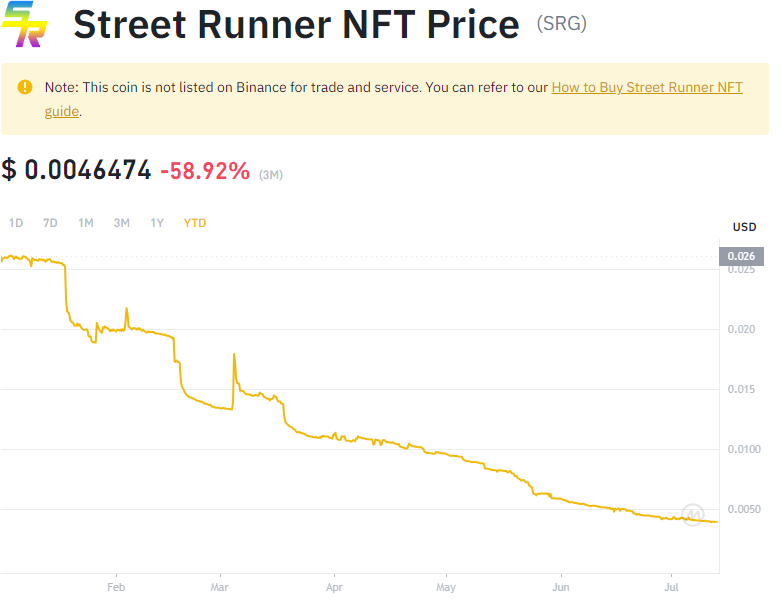 Street Runner NFT Price (SRG)
Note: This coin is not listed on Binance for trade and service. You can refer to our How to Buy Street Runner NFT
guide.
$ 0.0046474 -58.92% (3M)
1D 7D 1M 3M 1Y YTD
USD
0.026
0.025
0.020
0.015
0.0100
0.0050
Feb Mar Apr May Jun Jul